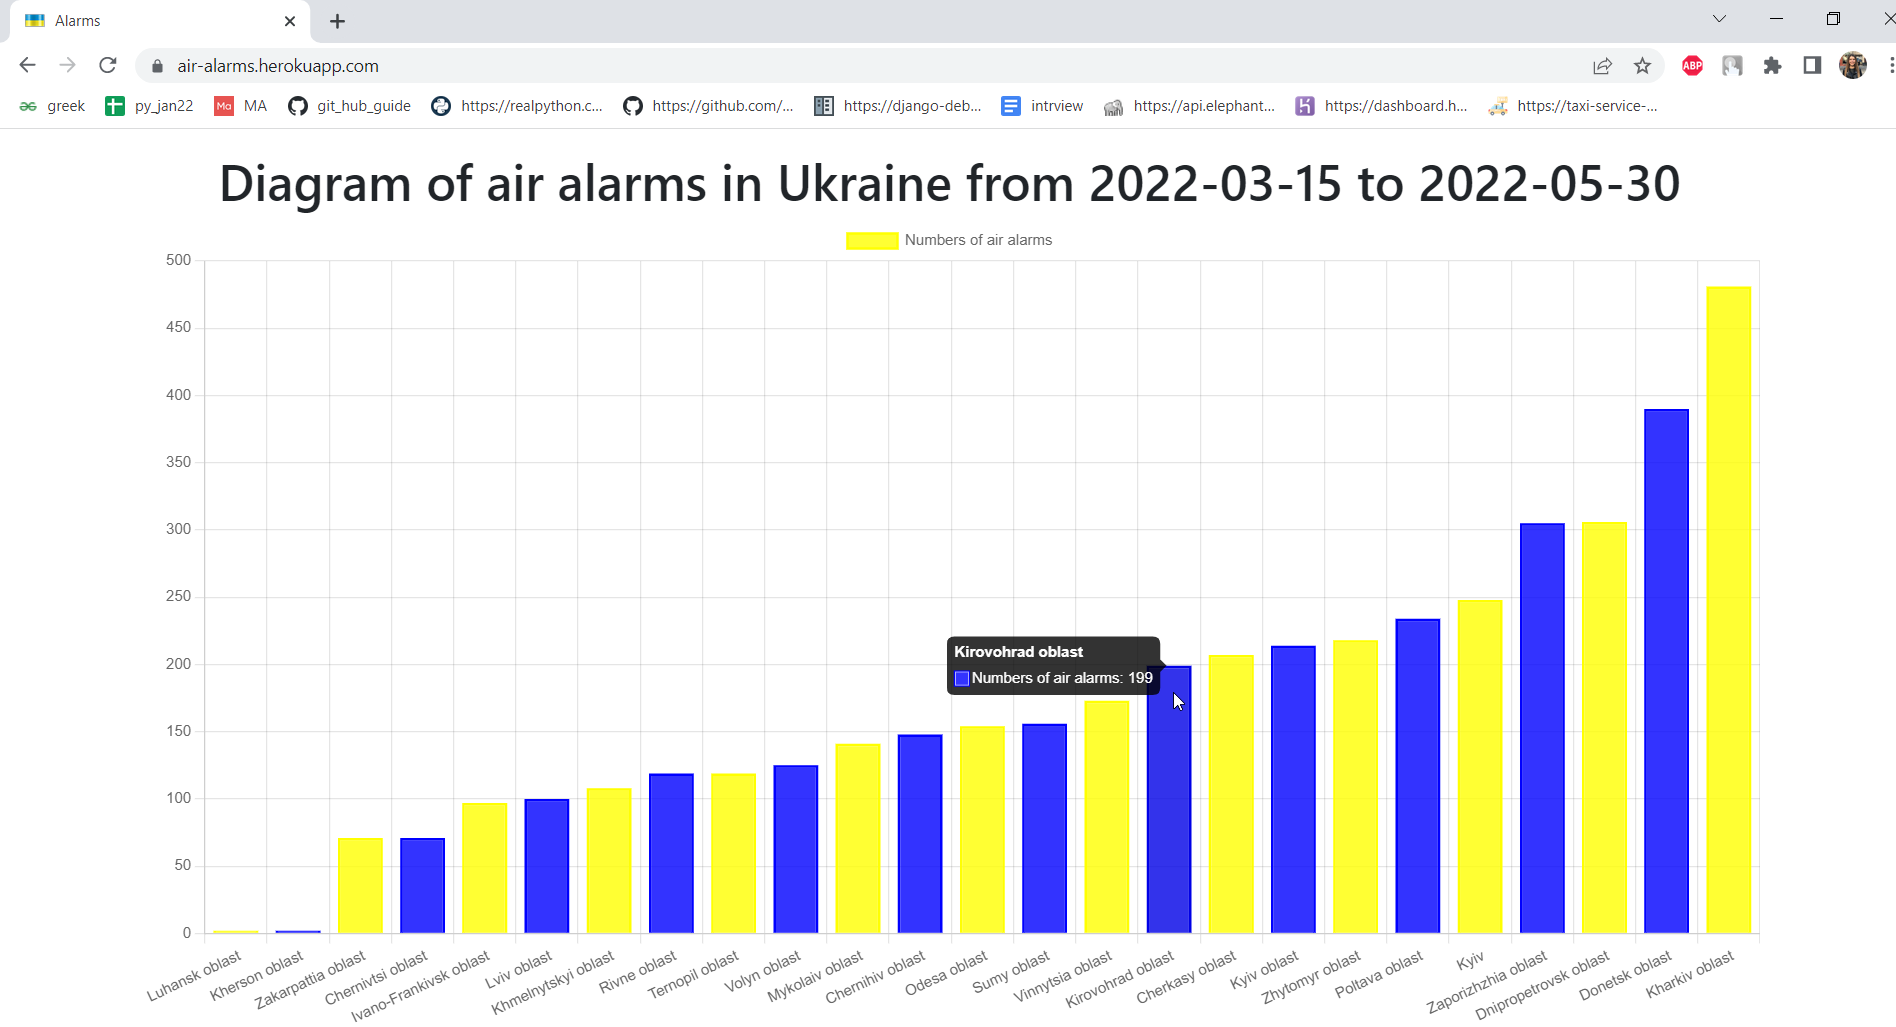 Alarms
air-alarms.herokuapp.com
ABP
greek
py_jan22
Ma
MA
git_hub_guide
https://realpython.c...
https://github.com/...
https://django-deb...
intrview
https://api.elephant...
https://dashboard.h...
https://taxi-service-...
Diagram of air alarms in Ukraine from 2022-03-15 to 2022-05-30
Numbers of air alarms
500
450
400
350
300
250
200
150
100
50
0
Kirovohrad oblast
Numbers of air alarms: 199
Luhansk oblast
Kherson oblast
Zakarpattia oblast
Chernivtsi oblast
Ivano-Frankivsk oblast
Lviv oblast
Khmelnytskyi oblast
Rivne oblast
Ternopil oblast
Volyn oblast
Mykolaiv oblast
Chernihiv oblast
Odesa oblast
Sumy oblast
Vinnytsia oblast
Kirovohrad oblast
Cherkasy oblast
Kyiv oblast
Zhytomyr oblast
Poltava oblast
Kyiv
Zaporizhzhia oblast
Dnipropetrovsk oblast
Donetsk oblast
Kharkiv oblast